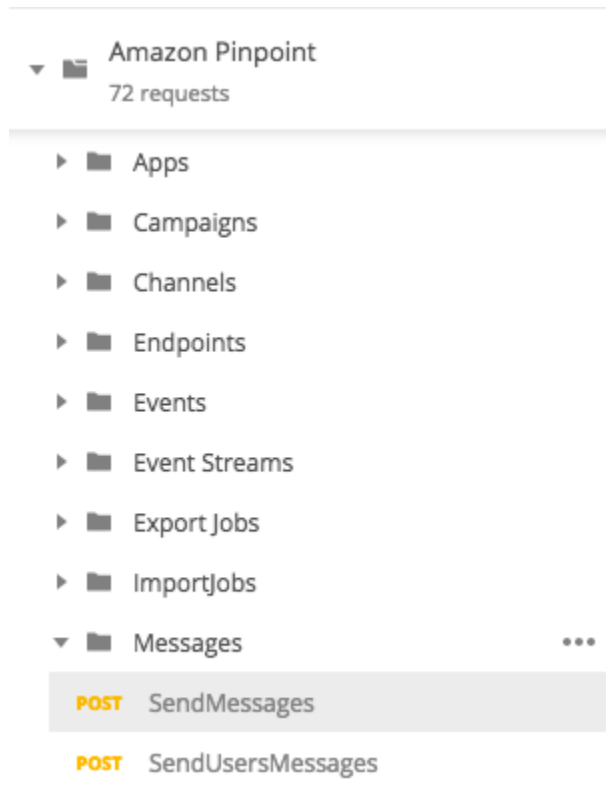 Amazon Pinpoint
72 requests
Apps
Campaigns
Channels
Endpoints
Events
Event Streams
Export Jobs
ImportJobs
Messages
POST SendMessages
POST SendUsersMessages